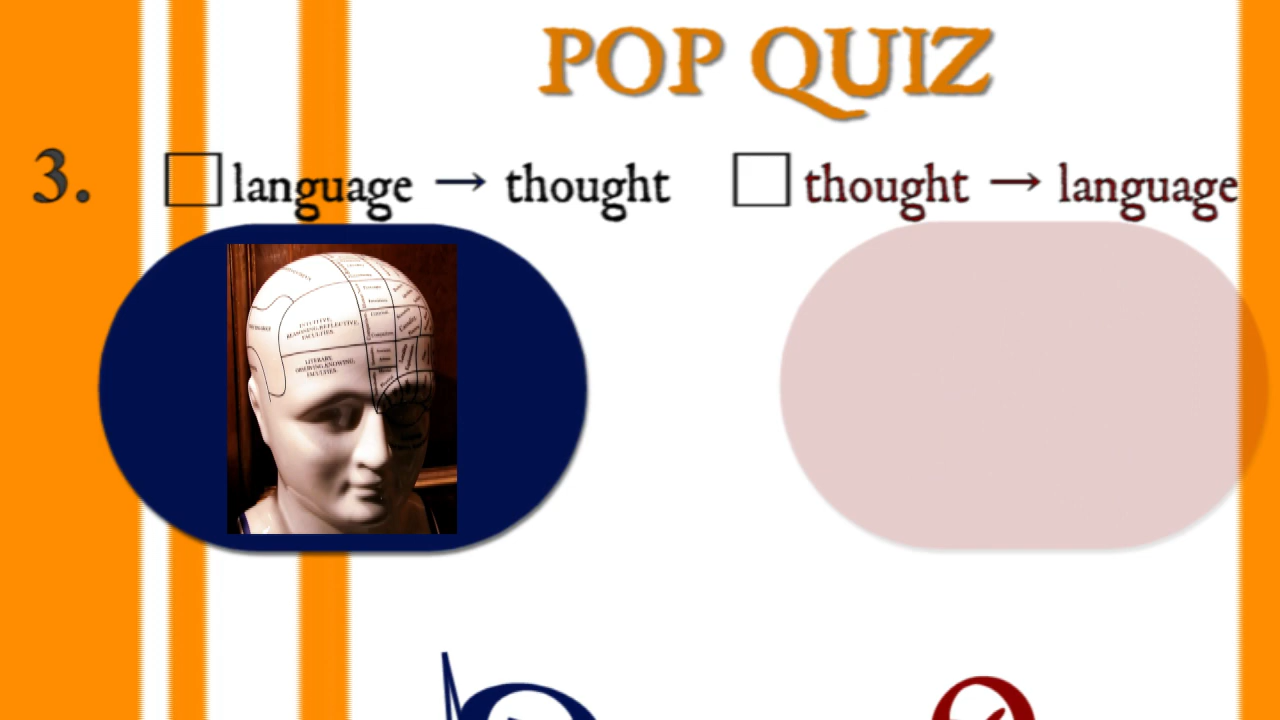 POP QUIZ
3. language → thought thought → language
INTUITIVE,
REASONING, REFLECTIVE,
FACULTIES.
LITERARY,
OBSERVING, KNOWING,
FACULTIES.